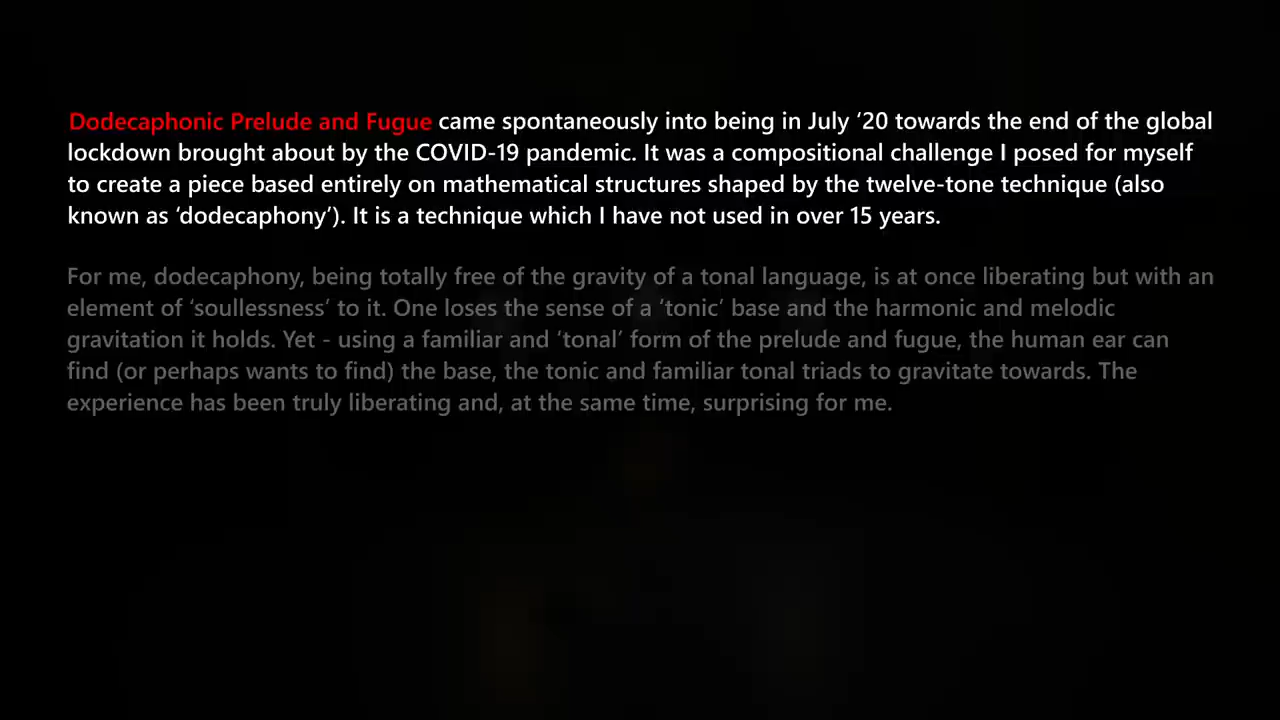 Dodecaphonic Prelude and Fugue came spontaneously into being in July ‘20 towards the end of the global
lockdown brought about by the COVID-19 pandemic. It was a compositional challenge I posed for myself
to create a piece based entirely on mathematical structures shaped by the twelve-tone technique (also
known as ‘dodecaphony’). It is a technique which I have not used in over 15 years.
For me, dodecaphony, being totally free of the gravity of a tonal language, is at once liberating but with an
element of ‘soullessness’ to it. One loses the sense of a ‘tonic’ base and the harmonic and melodic
gravitation it holds. Yet - using a familiar and ‘tonal’ form of the prelude and fugue, the human ear can
find (or perhaps wants to find) the base, the tonic and familiar tonal triads to gravitate towards. The
experience has been truly liberating and, at the same time, surprising for me.